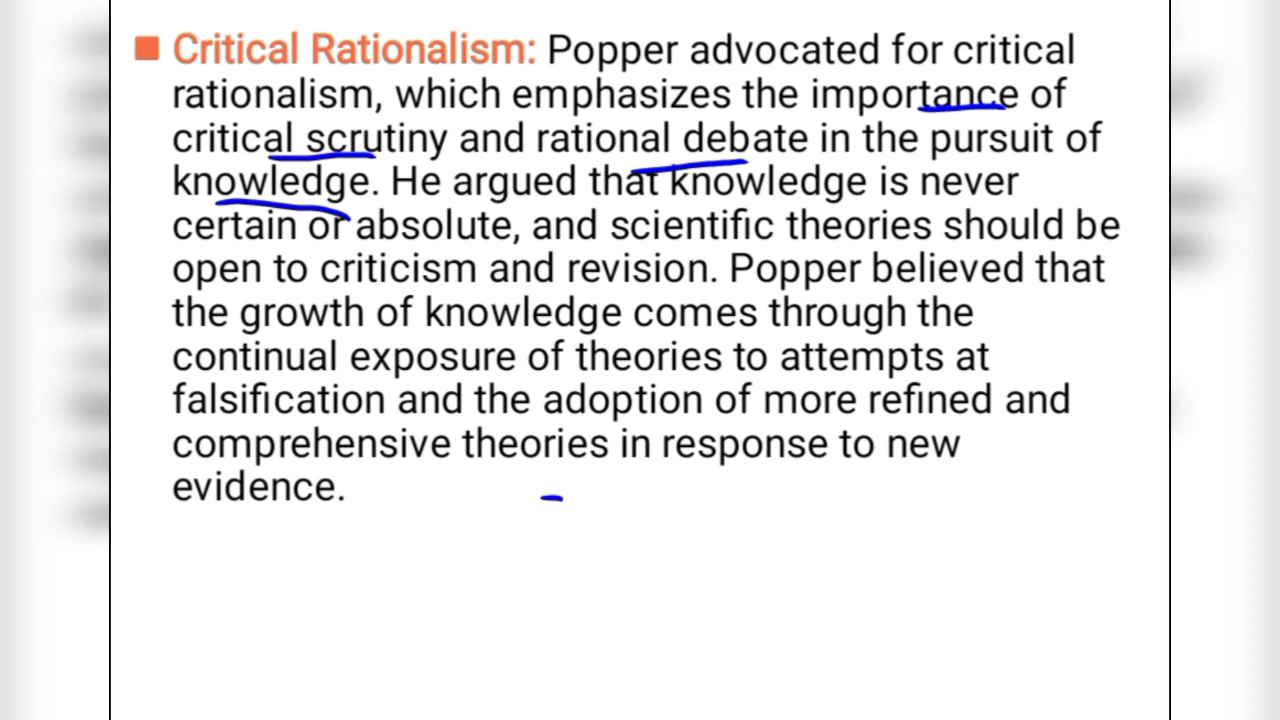 Critical Rationalism: Popper advocated for critical
rationalism, which emphasizes the importance of
critical scrutiny and rational debate in the pursuit of
knowledge. He argued that knowledge is never
certain or absolute, and scientific theories should be
open to criticism and revision. Popper believed that
the growth of knowledge comes through the
continual exposure of theories to attempts at
falsification and the adoption of more refined and
comprehensive theories in response to new
evidence.